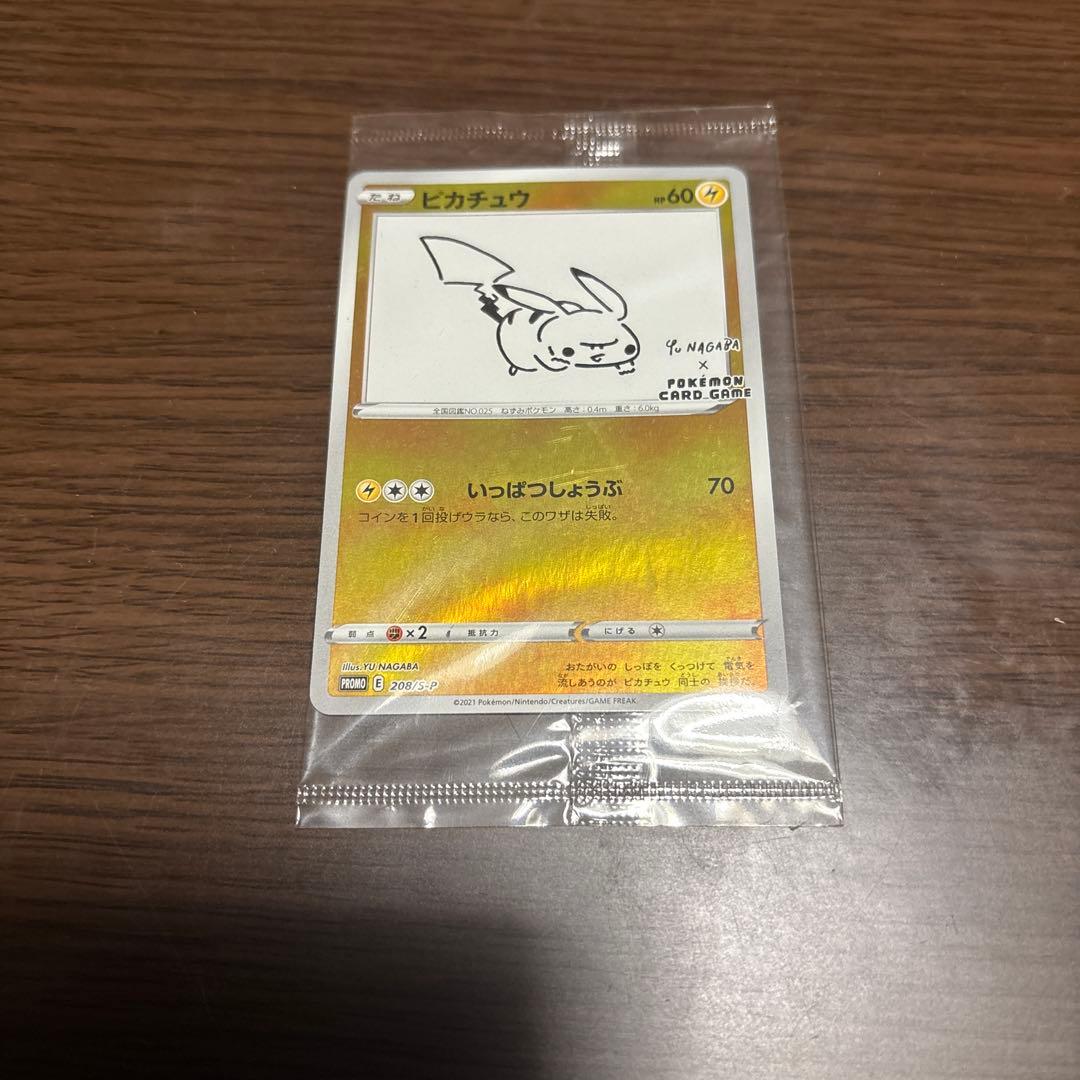 たね ピカチュウ HP60
Yu NAGABA
×
POKÉMON
CARD GAME
全国図鑑NO.025 ねずみポケモン 高さ:0.4m 重さ:6.0kg
いっぱつしょうぶ 70
コインを1回投げウラなら、このワザは失敗。
弱点 ×2 抵抗力 にげる
Illus.YU NAGABA
PROMO E 208/S-P
おたがいの しっぽを くっつけて 電気を
流しあうのが ピカチュウ 同士の 挨拶だ。
©2021 Pokémon/Nintendo/Creatures/GAME FREAK